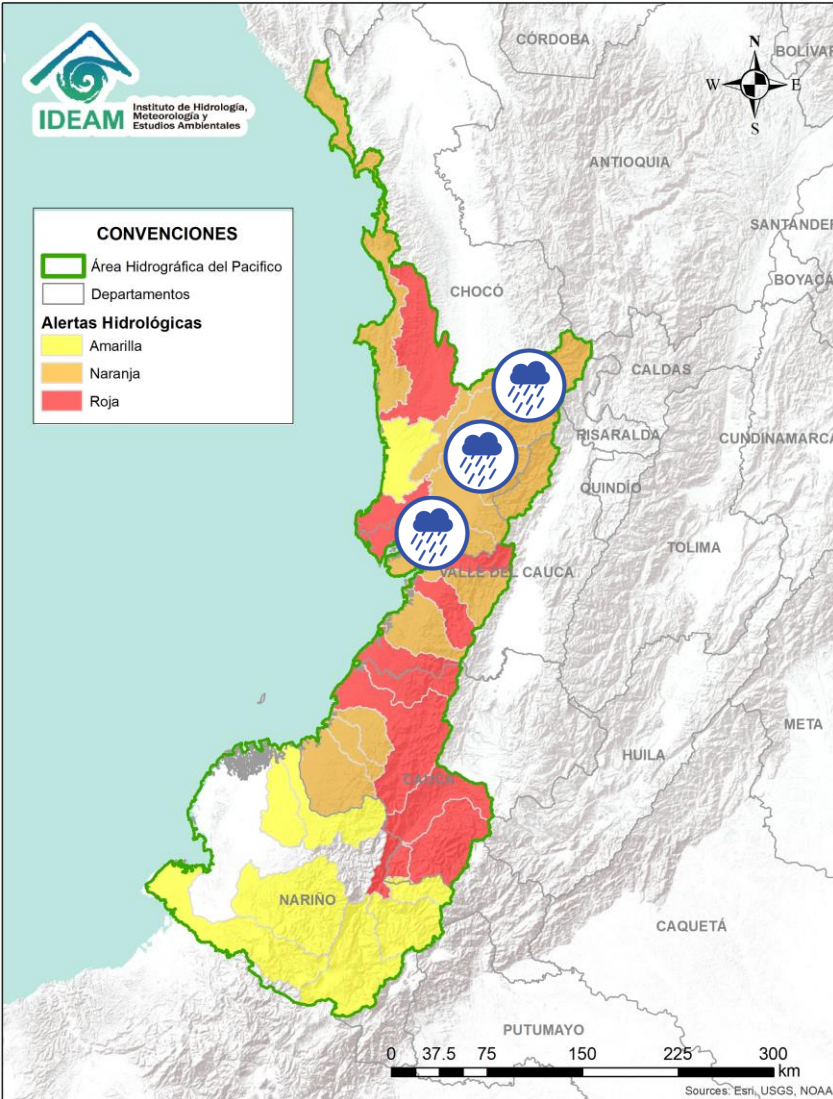 IDEAM
Instituto de Hidrología,
Meteorología y
Estudios Ambientales
CÓRDOBA
BOLÍVAR
N
W
E
S
ANTIOQUIA
CONVENCIONES
Área Hidrográfica del Pacifico
Departamentos
Alertas Hidrológicas
Amarilla
Naranja
Roja
SANTANDER
BOYACÁ
CHOCÓ
CALDAS
RISARALDA
CUNDINAMARCA
QUINDÍO
TOLIMA
VALLE DEL CAUCA
META
HUILA
CAUCA
NARIÑO
CAQUETÁ
PUTUMAYO
0 37.5 75 150 225 300
km
Sources: Esri, USGS, NOAA